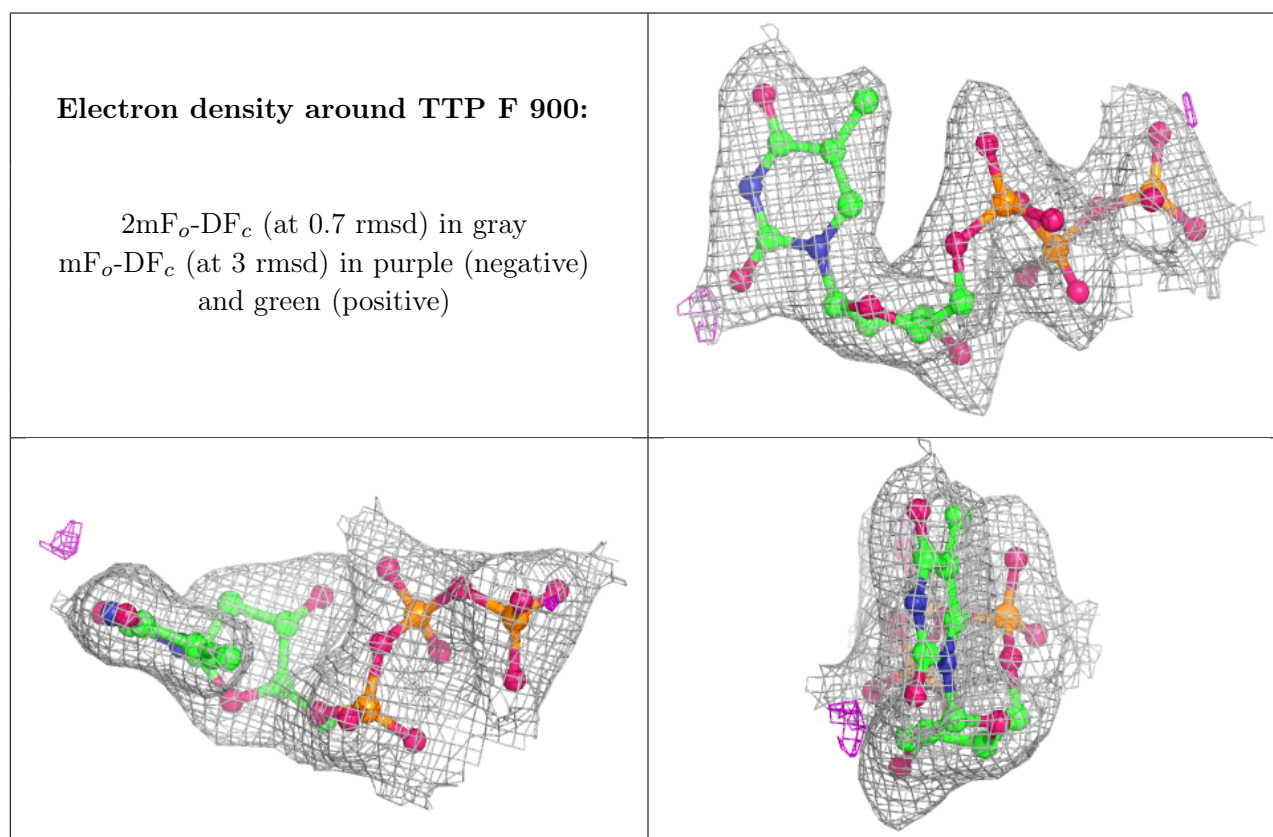 Electron density around TTP F 900:
2mFo-DFc (at 0.7 rmsd) in gray
mFo-DFc (at 3 rmsd) in purple (negative)
and green (positive)